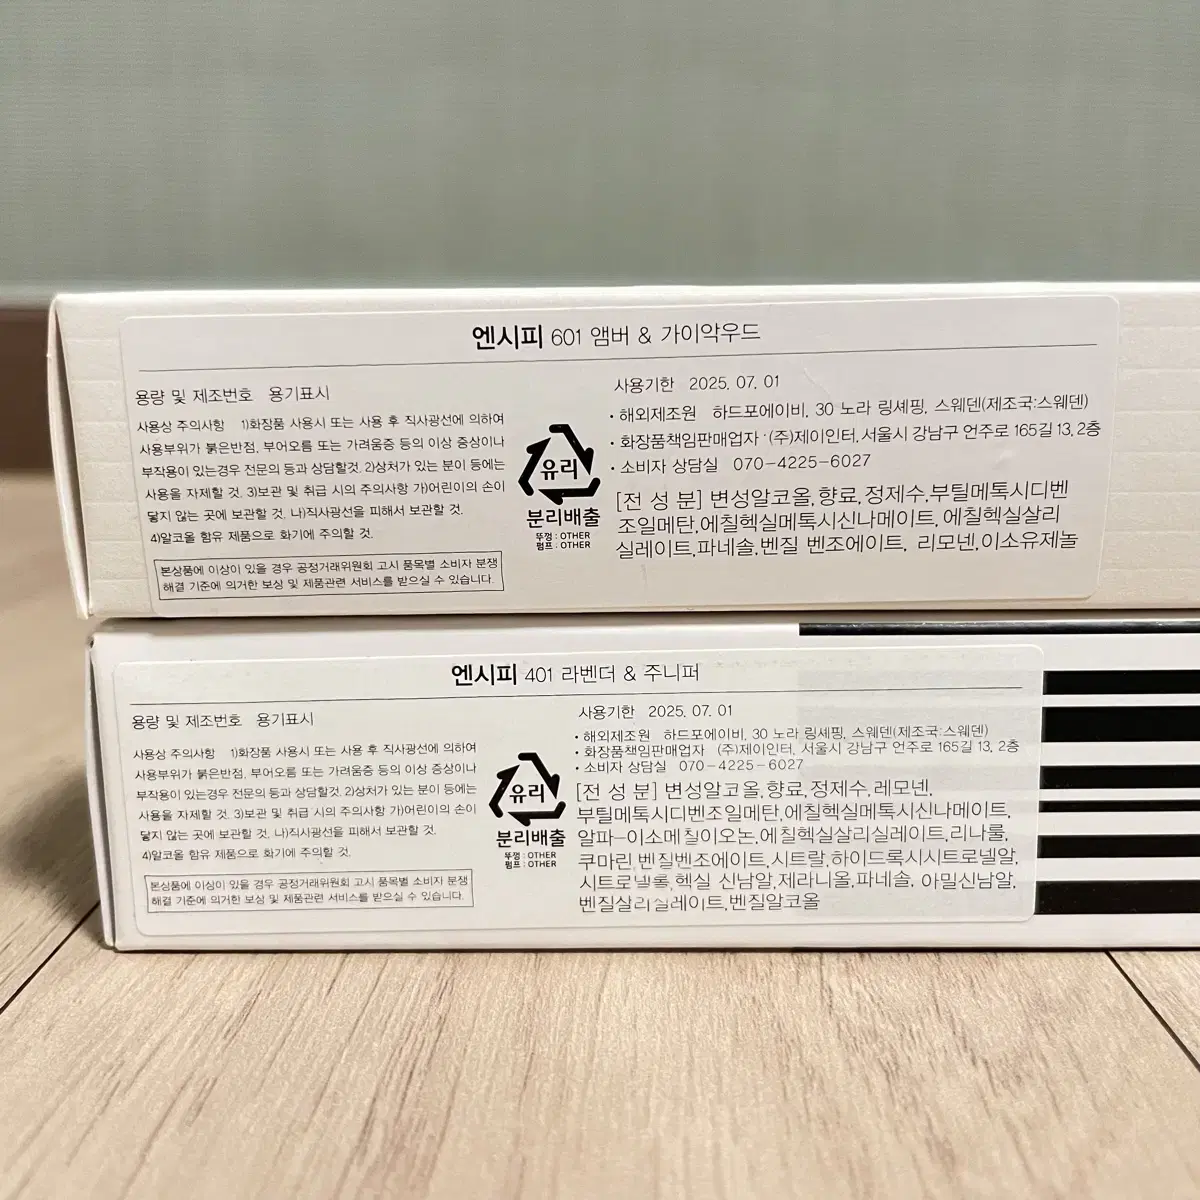 엔시피 601 앰버 & 가이악우드
용량 및 제조번호 용기표시
사용상 주의사항 1)화장품 사용시 또는 사용 후 직사광선에 의하여
사용부위가 붉은반점, 부어오름 또는 가려움증 등의 이상 증상이나
부작용이 있는경우 전문의 등과 상담할것. 2)상처가 있는 분이 등에는
사용을 자제할 것. 3)보관 및 취급 시의 주의사항 가)어린이의 손이
닿지 않는 곳에 보관할 것. 나)직사광선을 피해서 보관할 것.
4)알코올 함유 제품으로 화기에 주의할 것.
본상품에 이상이 있을 경우 공정거래위원회 고시 품목별 소비자 분쟁
해결 기준에 의거한 보상 및 제품관련 서비스를 받으실 수 있습니다.
유리
분리배출
뚜껑 : OTHER
펌프 : OTHER
사용기한 2025. 07. 01
· 해외제조원 하드포에이비, 30 노라 링셰핑, 스웨덴(제조국:스웨덴)
· 화장품책임판매업자 · (주)제이인터, 서울시 강남구 언주로 165길 13, 2층
· 소비자 상담실 070-4225-6027
[전 성 분] 변성알코올, 향료, 정제수, 부틸메톡시디벤
조일메탄, 에칠헥실메톡시신나메이트, 에칠헥실살리
실레이트, 파네솔, 벤질 벤조에이트, 리모넨, 이소유제놀
엔시피 401 라벤더 & 주니퍼
용량 및 제조번호 용기표시
사용상 주의사항 1)화장품 사용시 또는 사용 후 직사광선에 의하여
사용부위가 붉은반점, 부어오름 또는 가려움증 등의 이상 증상이나
부작용이 있는경우 전문의 등과 상담할것. 2)상처가 있는 분이 등에는
사용을 자제할 것. 3)보관 및 취급 시의 주의사항 가)어린이의 손이
닿지 않는 곳에 보관할 것. 나)직사광선을 피해서 보관할 것.
4)알코올 함유 제품으로 화기에 주의할 것.
본상품에 이상이 있을 경우 공정거래위원회 고시 품목별 소비자 분쟁
해결 기준에 의거한 보상 및 제품관련 서비스를 받으실 수 있습니다.
유리
분리배출
뚜껑 : OTHER
펌프 : OTHER
사용기한 2025. 07. 01
· 해외제조원 하드포에이비, 30 노라 링셰핑, 스웨덴(제조국:스웨덴)
· 화장품책임판매업자 (주)제이인터, 서울시 강남구 언주로 165길 13, 2층
· 소비자 상담실 070-4225-6027
[전 성 분] 변성알코올, 향료, 정제수, 레모넨,
부틸메톡시디벤조일메탄, 에칠헥실메톡시신나메이트,
알파-이소메칠이오논, 에칠헥실살리실레이트, 리나룰,
쿠마린, 벤질벤조에이트, 시트랄, 하이드록시시트로넬알,
시트로넬롤, 헥실 신남알, 제라니올, 파네솔, 아밀신남알,
벤질살리실레이트, 벤질알코올